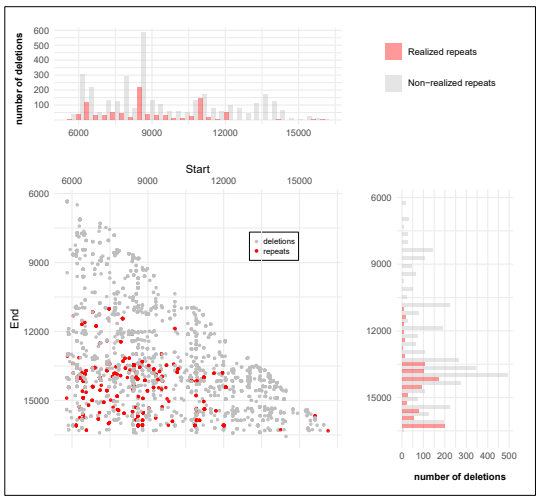 number of deletions
600
500
400
300
200
100
6000
9000
12000
15000
Realized repeats
Non−realized repeats
Start
6000
9000
12000
15000
End
6000
9000
12000
15000
deletions
repeats
6000
9000
12000
15000
0 100 200 300 400 500
number of deletions